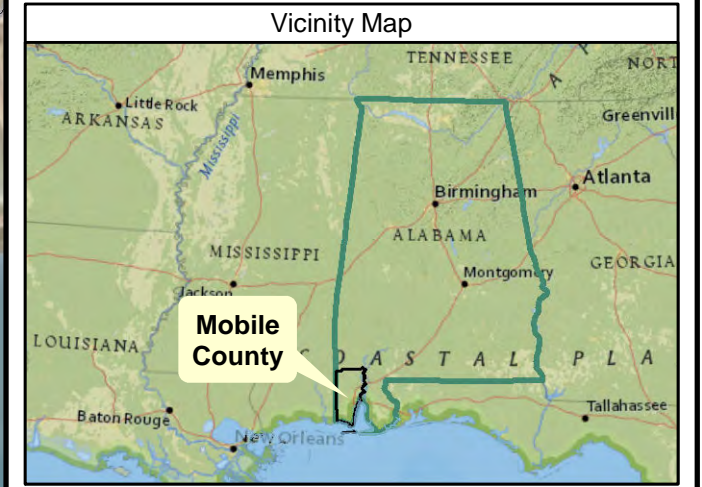 Vicinity Map
TENNESSEE
NORT
Memphis
A P
Little Rock
ARKANSAS
Greenvill
Mississippi
Atlanta
Birmingham
ALABAMA
MISSISSIPPI
GEORGIA
Montgomery
Jackson
Mobile
County
LOUISIANA
C O A S T A L P L A
Baton Rouge
Tallahassee
New Orleans